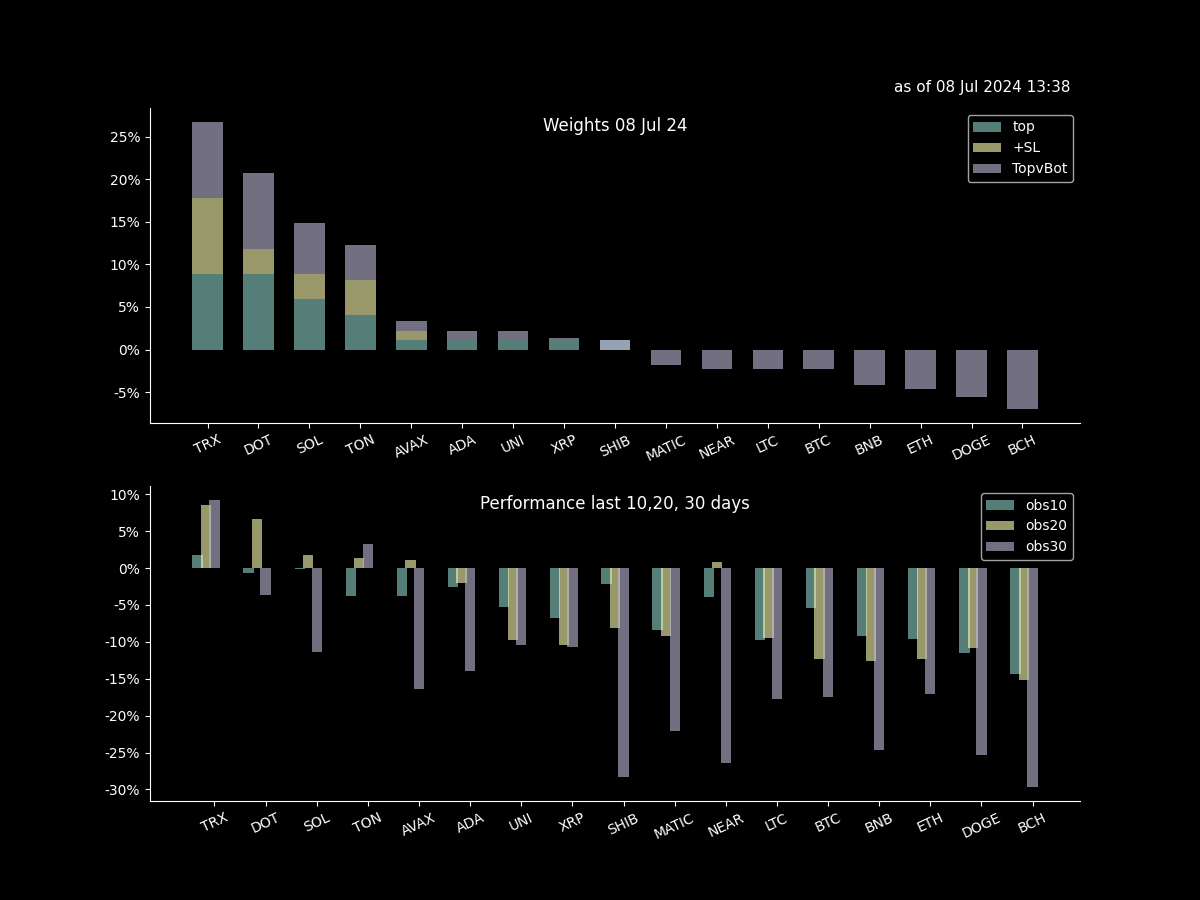 as of 08 Jul 2024 13:38
Weights 08 Jul 24
top
+SL
TopvBot
25%
20%
15%
10%
5%
0%
-5%
TRX DOT SOL TON AVAX ADA UNI XRP SHIB MATIC NEAR LTC BTC BNB ETH DOGE BCH
Performance last 10,20, 30 days
obs10
obs20
obs30
10%
5%
0%
-5%
-10%
-15%
-20%
-25%
-30%
TRX DOT SOL TON AVAX ADA UNI XRP SHIB MATIC NEAR LTC BTC BNB ETH DOGE BCH